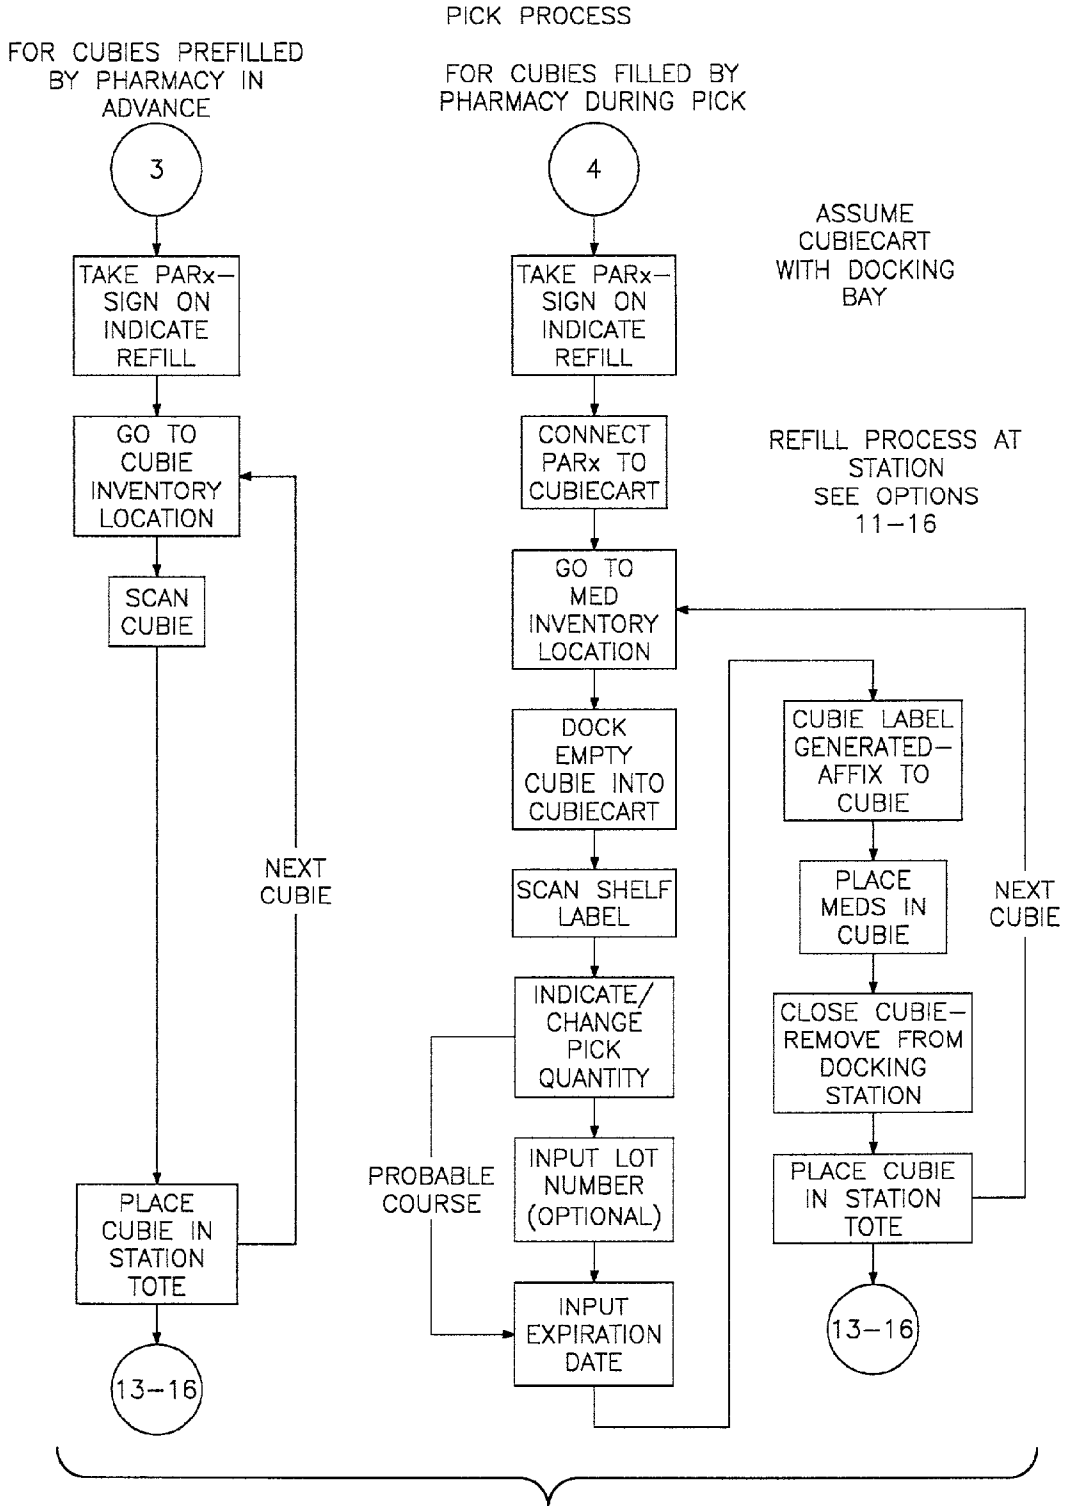 PICK PROCESS
FOR CUBIES PREFILLED
BY PHARMACY IN
ADVANCE
3
TAKE PARx—
SIGN ON
INDICATE
REFILL
GO TO
CUBIE
INVENTORY
LOCATION
SCAN
CUBIE
NEXT
CUBIE
PLACE
CUBIE IN
STATION
TOTE
13—16
FOR CUBIES FILLED BY
PHARMACY DURING PICK
4
TAKE PARx—
SIGN ON
INDICATE
REFILL
CONNECT
PARx TO
CUBIECART
GO TO
MED
INVENTORY
LOCATION
DOCK
EMPTY
CUBIE INTO
CUBIECART
SCAN SHELF
LABEL
INDICATE/
CHANGE
PICK
QUANTITY
PROBABLE
COURSE
INPUT LOT
NUMBER
(OPTIONAL)
INPUT
EXPIRATION
DATE
ASSUME
CUBIECART
WITH DOCKING
BAY
REFILL PROCESS AT
STATION
SEE OPTIONS
11—16
CUBIE LABEL
GENERATED—
AFFIX TO
CUBIE
PLACE
MEDS IN
CUBIE
NEXT
CUBIE
CLOSE CUBIE—
REMOVE FROM
DOCKING
STATION
PLACE CUBIE
IN STATION
TOTE
13—16